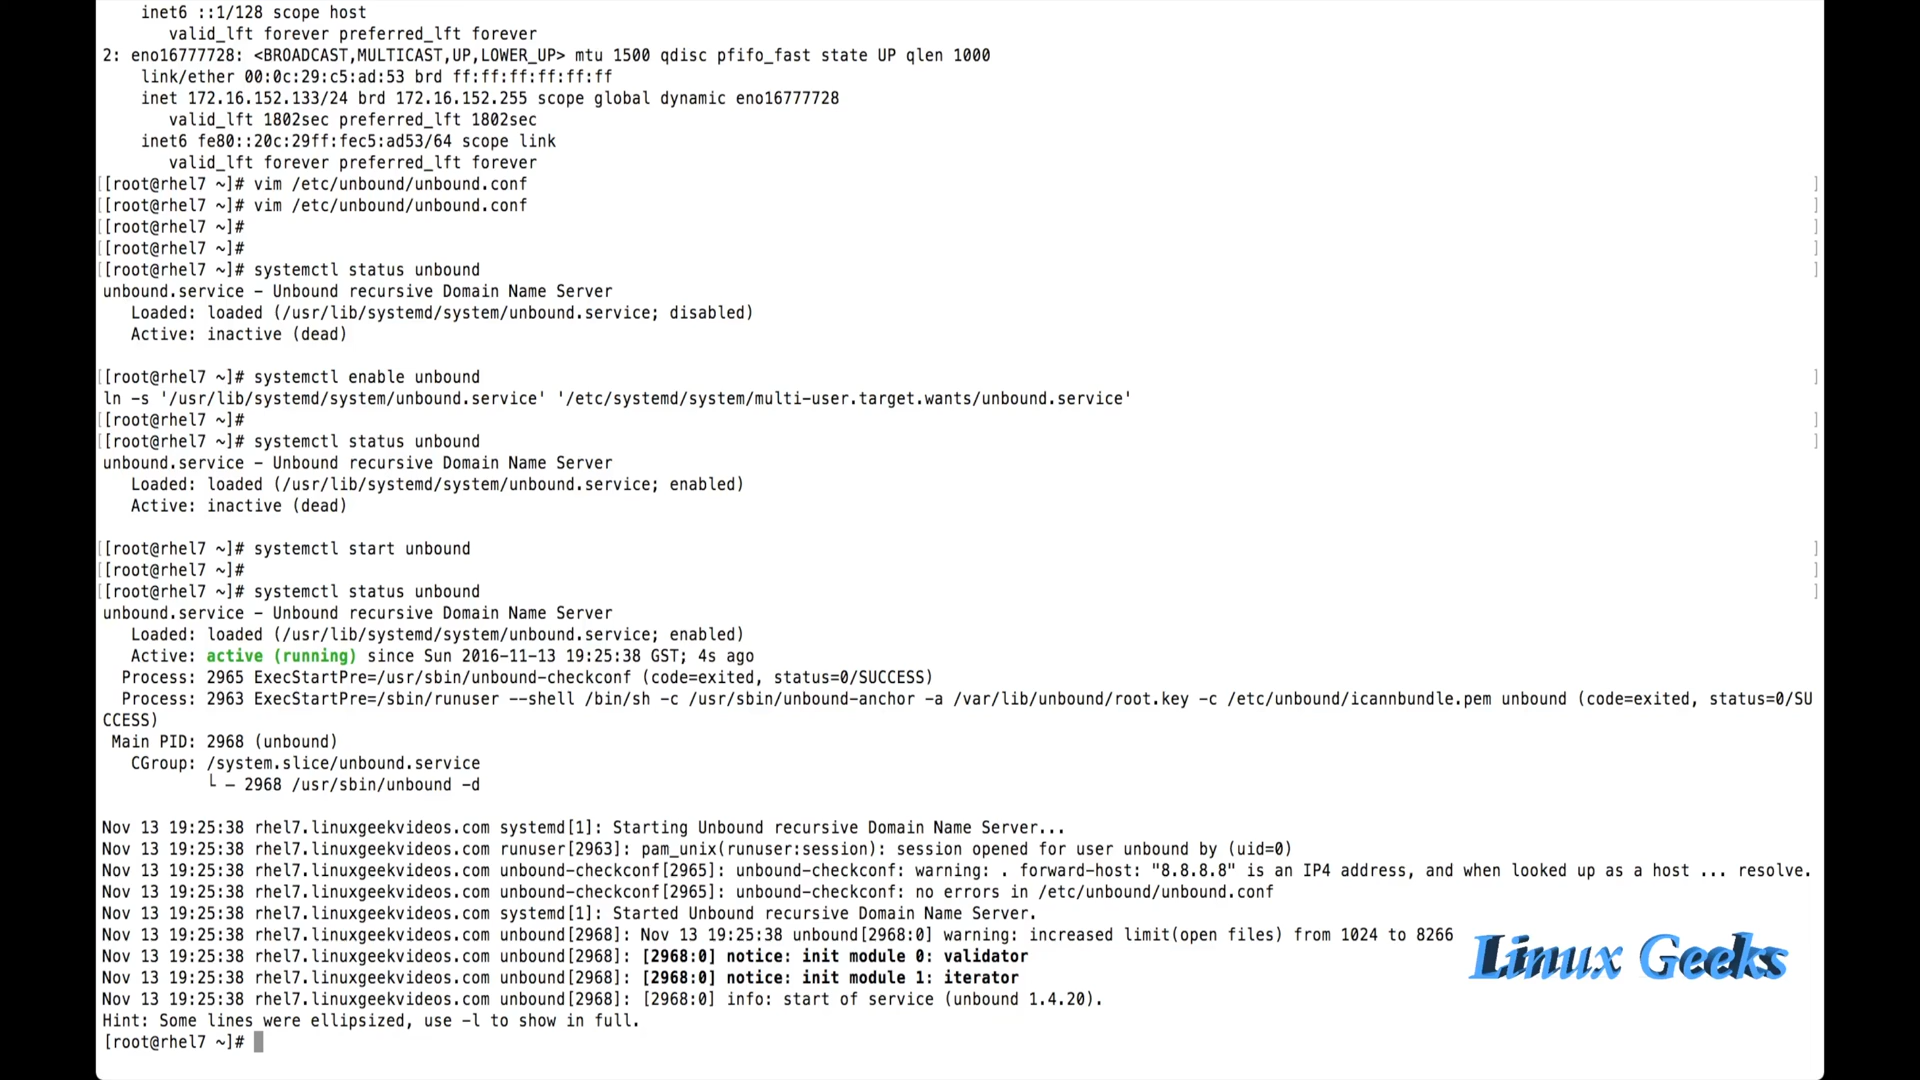 inet6 ::1/128 scope host
valid_lft forever preferred_lft forever
2: eno16777728: <BROADCAST,MULTICAST,UP,LOWER_UP> mtu 1500 qdisc pfifo_fast state UP qlen 1000
link/ether 00:0c:29:c5:ad:53 brd ff:ff:ff:ff:ff:ff
inet 172.16.152.133/24 brd 172.16.152.255 scope global dynamic eno16777728
valid_lft 1802sec preferred_lft 1802sec
inet6 fe80::20c:29ff:fec5:ad53/64 scope link
valid_lft forever preferred_lft forever
[[root@rhel7 ~]# vim /etc/unbound/unbound.conf ]
[[root@rhel7 ~]# vim /etc/unbound/unbound.conf ]
[[root@rhel7 ~]# ]
[[root@rhel7 ~]# ]
[[root@rhel7 ~]# systemctl status unbound ]
unbound.service - Unbound recursive Domain Name Server
Loaded: loaded (/usr/lib/systemd/system/unbound.service; disabled)
Active: inactive (dead)
[[root@rhel7 ~]# systemctl enable unbound ]
ln -s '/usr/lib/systemd/system/unbound.service' '/etc/systemd/system/multi-user.target.wants/unbound.service'
[[root@rhel7 ~]# ]
[[root@rhel7 ~]# systemctl status unbound ]
unbound.service - Unbound recursive Domain Name Server
Loaded: loaded (/usr/lib/systemd/system/unbound.service; enabled)
Active: inactive (dead)
[[root@rhel7 ~]# systemctl start unbound ]
[[root@rhel7 ~]# ]
[[root@rhel7 ~]# systemctl status unbound ]
unbound.service - Unbound recursive Domain Name Server
Loaded: loaded (/usr/lib/systemd/system/unbound.service; enabled)
Active: active (running) since Sun 2016-11-13 19:25:38 GST; 4s ago
Process: 2965 ExecStartPre=/usr/sbin/unbound-checkconf (code=exited, status=0/SUCCESS)
Process: 2963 ExecStartPre=/sbin/runuser --shell /bin/sh -c /usr/sbin/unbound-anchor -a /var/lib/unbound/root.key -c /etc/unbound/icannbundle.pem unbound (code=exited, status=0/SU
CCESS)
Main PID: 2968 (unbound)
CGroup: /system.slice/unbound.service
└ - 2968 /usr/sbin/unbound -d
Nov 13 19:25:38 rhel7.linuxgeekvideos.com systemd[1]: Starting Unbound recursive Domain Name Server...
Nov 13 19:25:38 rhel7.linuxgeekvideos.com runuser[2963]: pam_unix(runuser:session): session opened for user unbound by (uid=0)
Nov 13 19:25:38 rhel7.linuxgeekvideos.com unbound-checkconf[2965]: unbound-checkconf: warning: . forward-host: "8.8.8.8" is an IP4 address, and when looked up as a host ... resolve.
Nov 13 19:25:38 rhel7.linuxgeekvideos.com unbound-checkconf[2965]: unbound-checkconf: no errors in /etc/unbound/unbound.conf
Nov 13 19:25:38 rhel7.linuxgeekvideos.com systemd[1]: Started Unbound recursive Domain Name Server.
Nov 13 19:25:38 rhel7.linuxgeekvideos.com unbound[2968]: Nov 13 19:25:38 unbound[2968:0] warning: increased limit(open files) from 1024 to 8266
Nov 13 19:25:38 rhel7.linuxgeekvideos.com unbound[2968]: [2968:0] notice: init module 0: validator
Nov 13 19:25:38 rhel7.linuxgeekvideos.com unbound[2968]: [2968:0] notice: init module 1: iterator
Nov 13 19:25:38 rhel7.linuxgeekvideos.com unbound[2968]: [2968:0] info: start of service (unbound 1.4.20).
Hint: Some lines were ellipsized, use -l to show in full.
[root@rhel7 ~]#
Linux Geeks